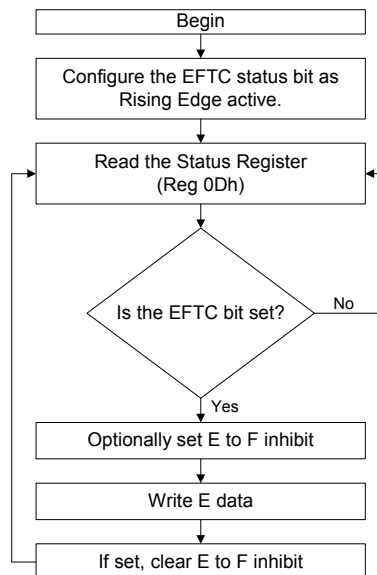 Begin
Configure the EFTC status bit as
Rising Edge active.
Read the Status Register
(Reg 0Dh)
Is the EFTC bit set?
No
Yes
Optionally set E to F inhibit
Write E data
If set, clear E to F inhibit